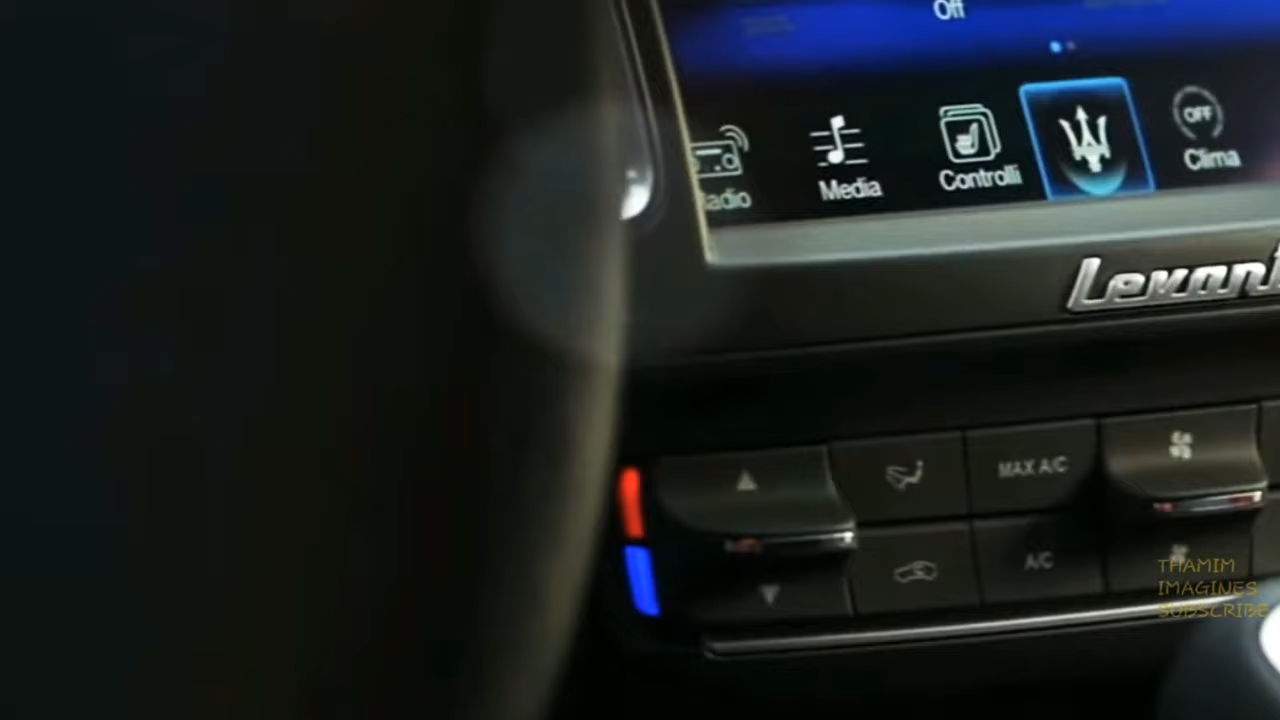 Off
adio
Media
Controlli
OFF
Clima
Levant
MAX A/C
A/C
THAMIM
IMAGINES
SUBSCRIBE